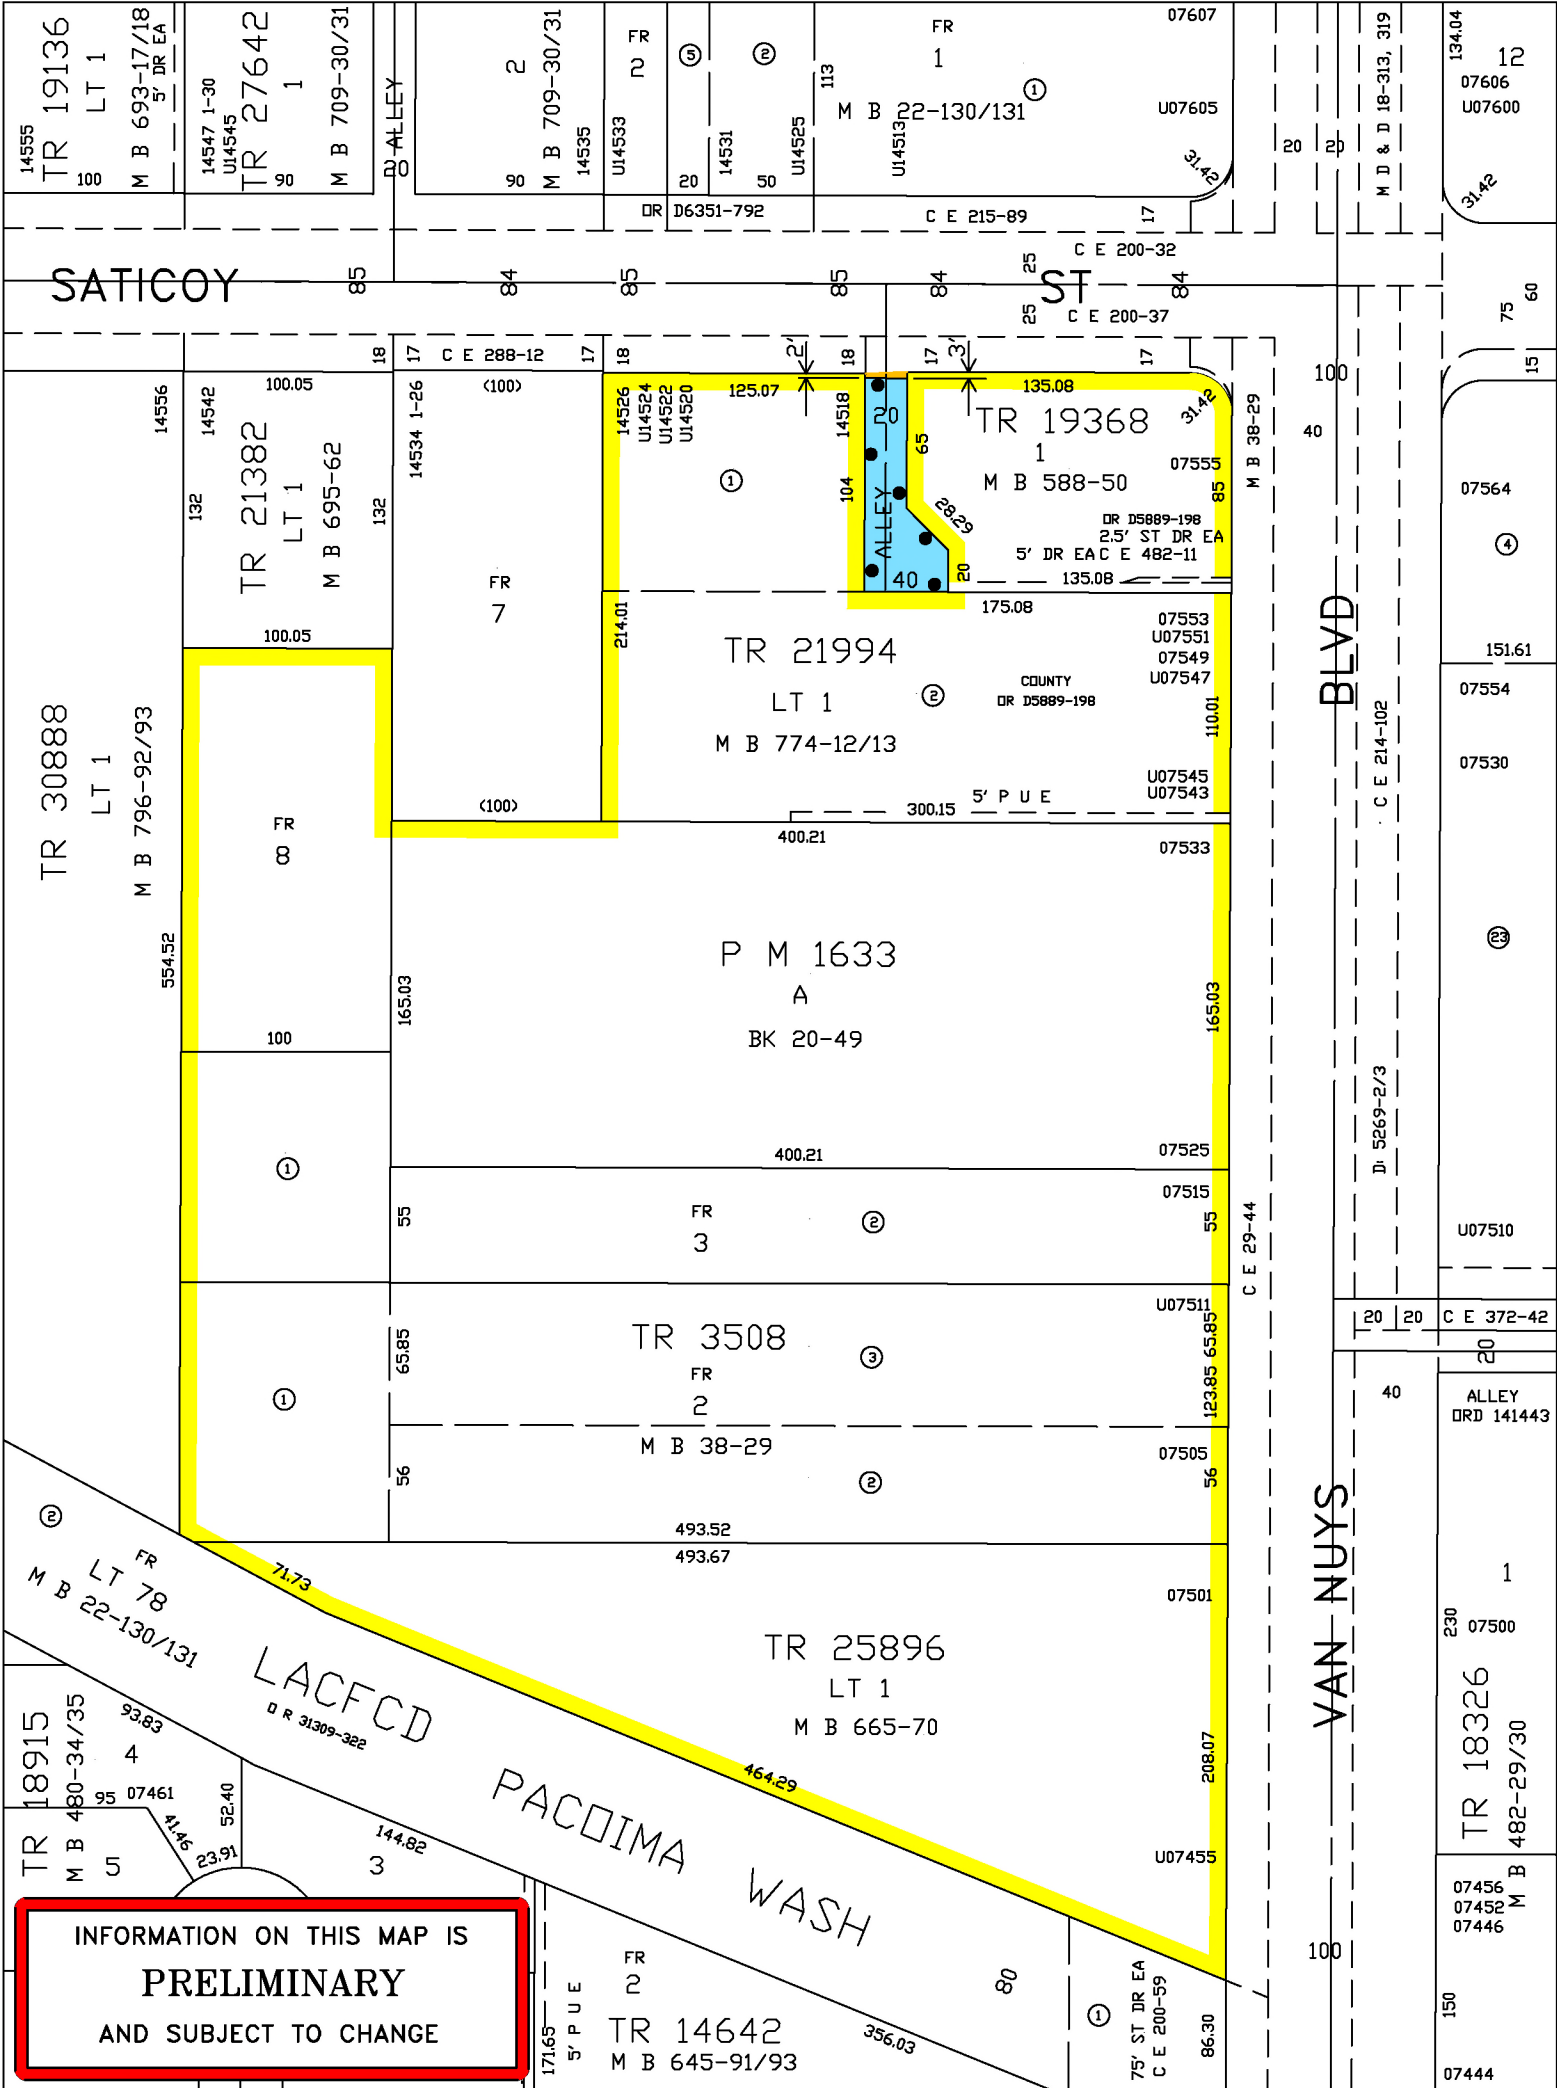 14555
TR 19136
LT 1
M B 693-17/18
5' DR EA
100
14547 1-30
U14545
TR 27642
1
90
M B 709-30/31
ALLEY
20
2
90
M B 709-30/31
14535
FR
2
U14533
5
20
2
14531
50
U14525
113
FR
1
1
M B 22-130/131
U14513
07607
U07605
31.42
20
20
M D & D 18-313, 319
134.04
12
07606
U07600
31.42
OR D6351-792
C E 215-89
17
C E 200-32
SATICOY
85
84
85
85
84
25
ST
84
25
C E 200-37
75
60
18
17
C E 288-12
17
18
2'
18
17
3'
17
15
100
14556
14542
100.05
132
TR 21382
LT 1
M B 695-62
132
100.05
14534 1-26
(100)
FR
7
(100)
14526
U14524
U14522
U14520
125.07
14518
1
104
214.01
20
ALLEY
40
65
28.29
20
135.08
31.42
TR 19368
1
M B 588-50
07555
85
OR D5889-198
2.5' ST DR EA
5' DR EA C E 482-11
135.08
175.08
M B 38-29
40
07564
4
151.61
TR 21994
LT 1
M B 774-12/13
2
COUNTY
OR D5889-198
07553
U07551
07549
U07547
110.01
U07545
U07543
5' P U E
300.15
BLVD
C E 214-102
07554
07530
TR 30888
LT 1
M B 796-92/93
554.52
FR
8
100
400.21
07533
P M 1633
A
BK 20-49
165.03
165.03
23
1
400.21
07525
D: 5269-2/3
55
FR
3
2
07515
55
C E 29-44
U07510
1
65.85
TR 3508
FR
2
3
U07511
65.85
123.85
20
20
C E 372-42
20
40
ALLEY
ORD 141443
M B 38-29
56
2
07505
56
493.52
493.67
2
FR
LT 78
M B 22-130/131
71.73
07501
TR 25896
LT 1
M B 665-70
VAN NUYS
1
230
07500
TR 18326
M B 482-29/30
LACFCD
O R 31309-322
PACOIMA WASH
464.29
208.07
U07455
TR 18915
M B 480-34/35
93.83
4
95
07461
41.46
52.40
23.91
5
144.82
3
07456
07452
07446
100
80
INFORMATION ON THIS MAP IS
PRELIMINARY
AND SUBJECT TO CHANGE
171.65
5' P U E
FR
2
TR 14642
M B 645-91/93
356.03
1
75' ST DR EA
C E 200-59
86.30
150
07444